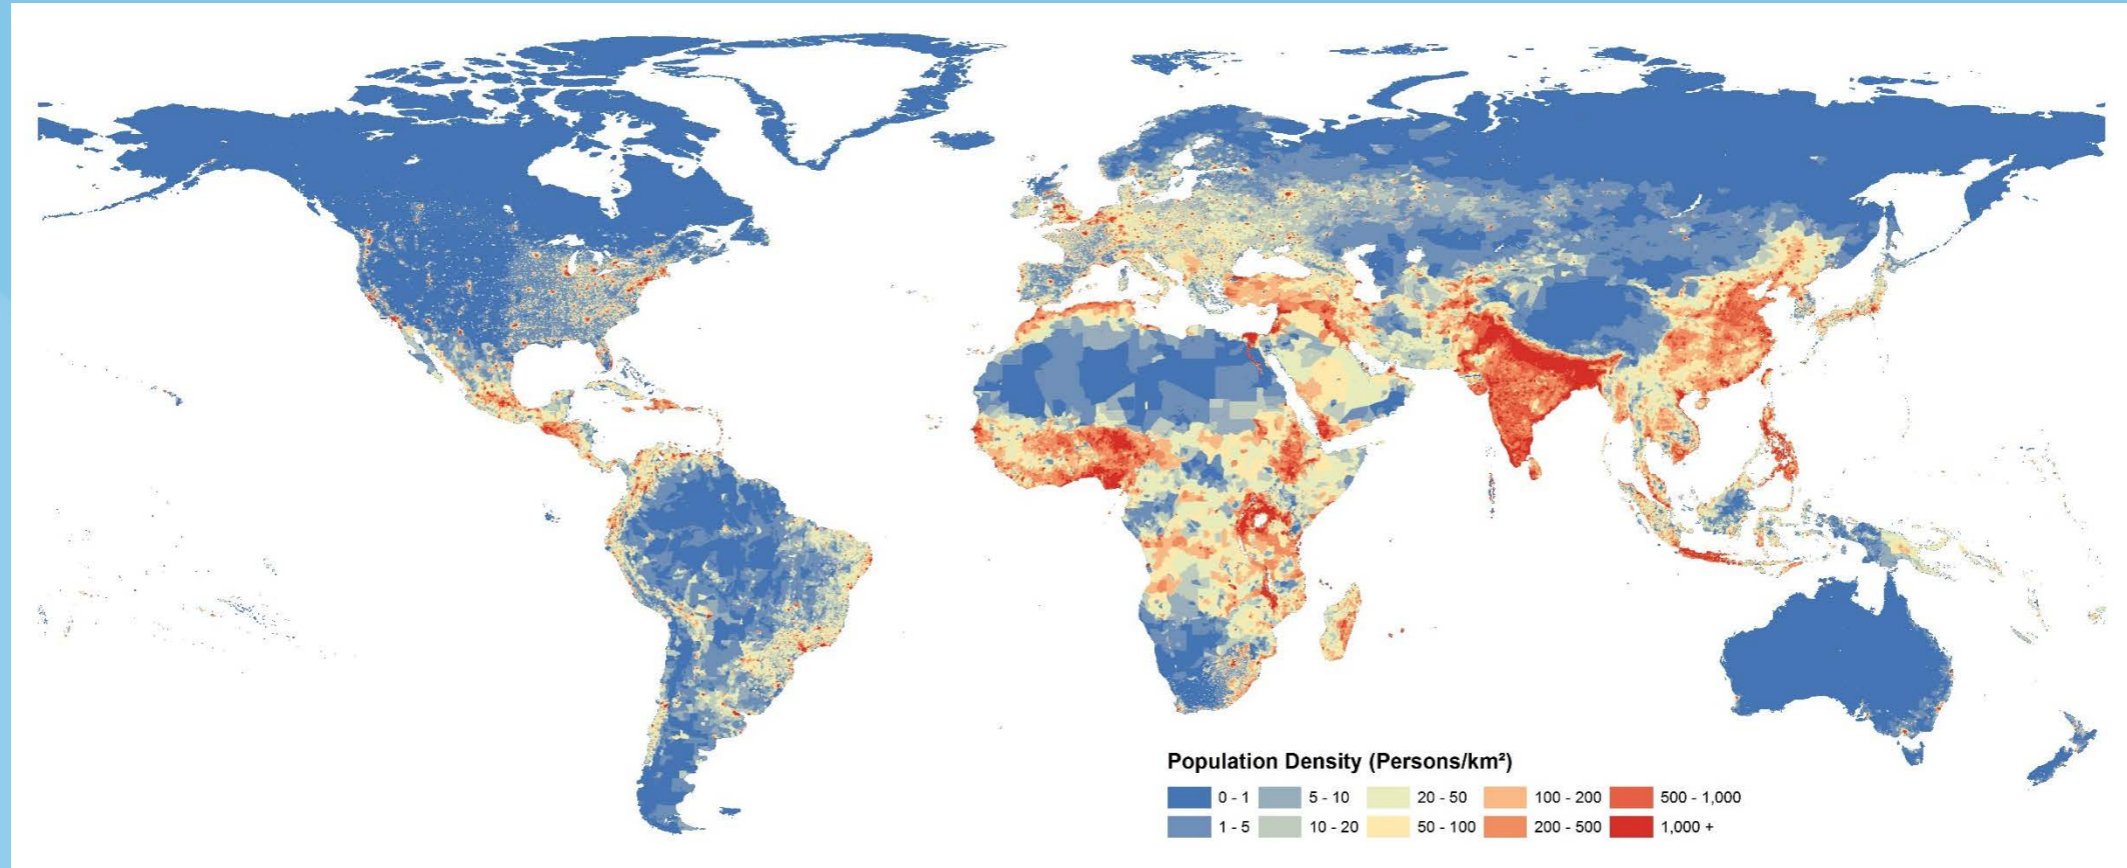 Population Density (Persons/km²)
0 - 1 5 - 10 20 - 50 100 - 200 500 - 1,000
1 - 5 10 - 20 50 - 100 200 - 500 1,000 +